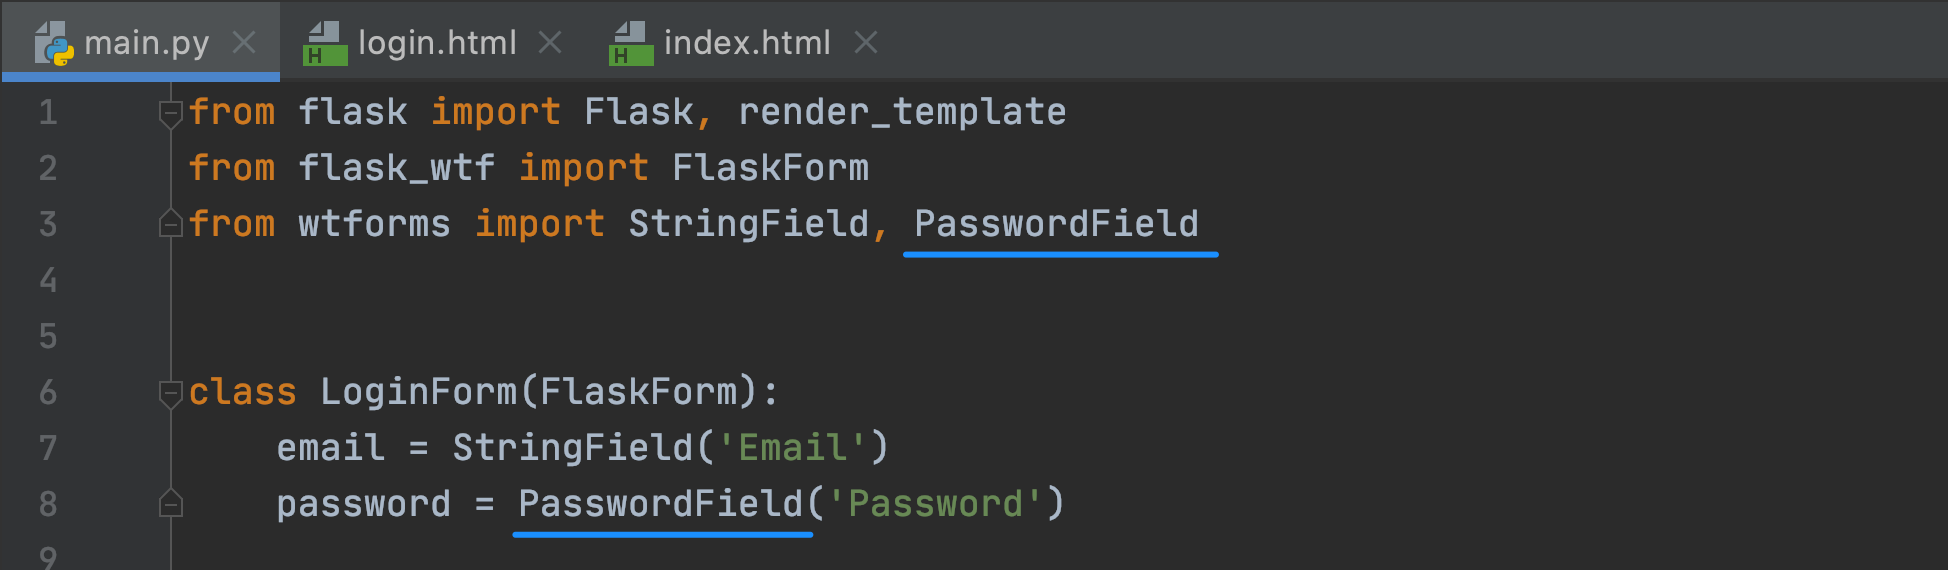 main.py login.html index.html
1 from flask import Flask, render_template
2 from flask_wtf import FlaskForm
3 from wtforms import StringField, PasswordField
4
5
6 class LoginForm(FlaskForm):
7 email = StringField('Email')
8 password = PasswordField('Password')
9